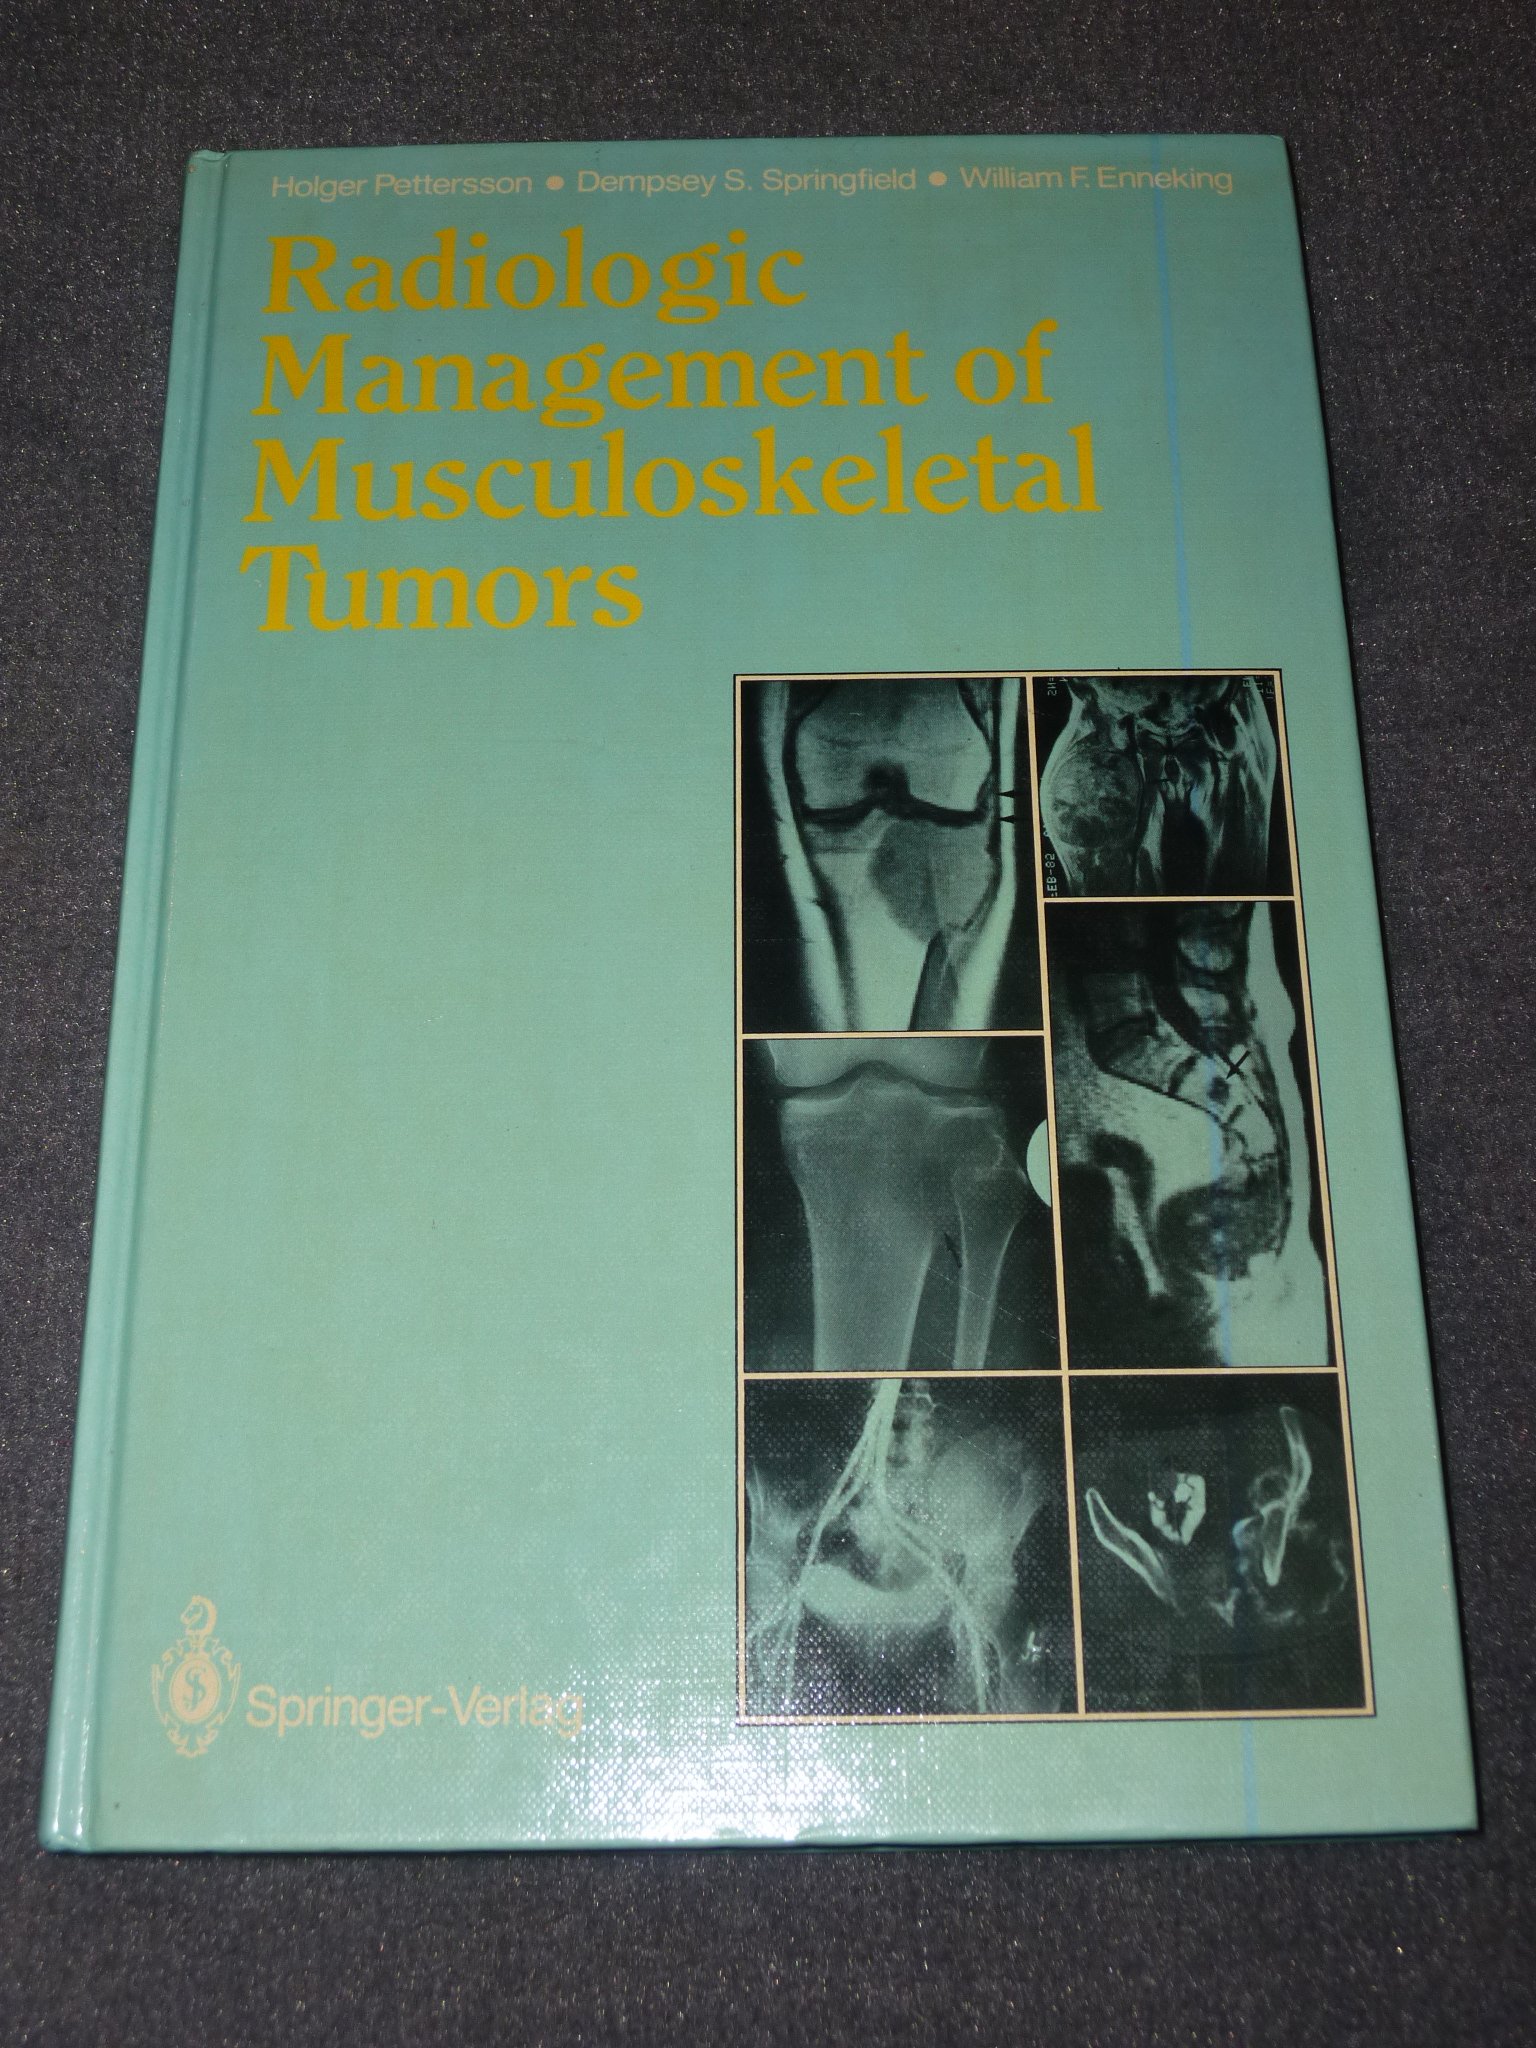 Holger Pettersson • Dempsey S. Springfield • William F. Enneking
Radiologic
Management of
Musculoskeletal
Tumors
Springer-Verlag